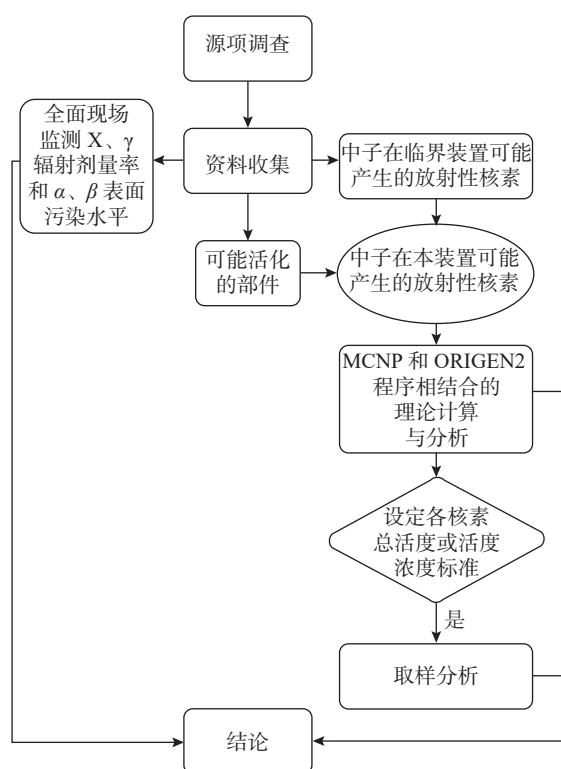 源项调查
全面现场
监测 X、γ
辐射剂量率
和 α、β 表面
污染水平
资料收集
中子在临界装置可能
产生的放射性核素
可能活化
的部件
中子在本装置可能
产生的放射性核素
MCNP 和 ORIGEN2
程序相结合的
理论计算
与分析
设定各核素
总活度或活度
浓度标准
是
取样分析
结论